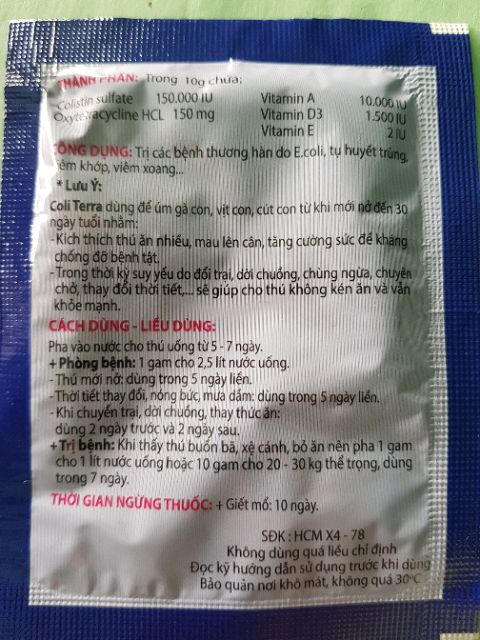 THÀNH PHẦN: Trong 10g chứa:
Colistin sulfate 150.000 IU Vitamin A 10.000 IU
Oxytetracycline HCL 150 mg Vitamin D3 1.500 IU
Vitamin E 2 IU
CÔNG DỤNG: Trị các bệnh thương hàn do E.coli, tụ huyết trùng,
viêm khớp, viêm xoang...
* Lưu Ý:
Coli Terra dùng để úm gà con, vịt con, cút con từ khi mới nở đến 30
ngày tuổi nhằm:
- Kích thích thú ăn nhiều, mau lên cân, tăng cường sức đề kháng
chống đỡ bệnh tật.
- Trong thời kỳ suy yếu do đổi trại, dời chuồng, chủng ngừa, chuyên
chở, thay đổi thời tiết,... sẽ giúp cho thú không kén ăn và vẫn
khỏe mạnh.
CÁCH DÙNG - LIỀU DÙNG:
Pha vào nước cho thú uống từ 5 - 7 ngày.
+ Phòng bệnh: 1 gam cho 2,5 lít nước uống.
- Thú mới nở: dùng trong 5 ngày liền.
- Thời tiết thay đổi, nóng bức, mưa dầm: dùng trong 5 ngày liền.
- Khi chuyển trại, dời chuồng, thay thức ăn:
dùng 2 ngày trước và 2 ngày sau.
+ Trị bệnh: Khi thấy thú buồn bã, xệ cánh, bỏ ăn nên pha 1 gam
cho 1 lít nước uống hoặc 10 gam cho 20 - 30 kg thể trọng, dùng
trong 7 ngày.
THỜI GIAN NGỪNG THUỐC: + Giết mổ: 10 ngày.
SĐK : HCM X4 - 78
Không dùng quá liều chỉ định
Đọc kỹ hướng dẫn sử dụng trước khi dùng
Bảo quản nơi khô mát, không quá 30°C